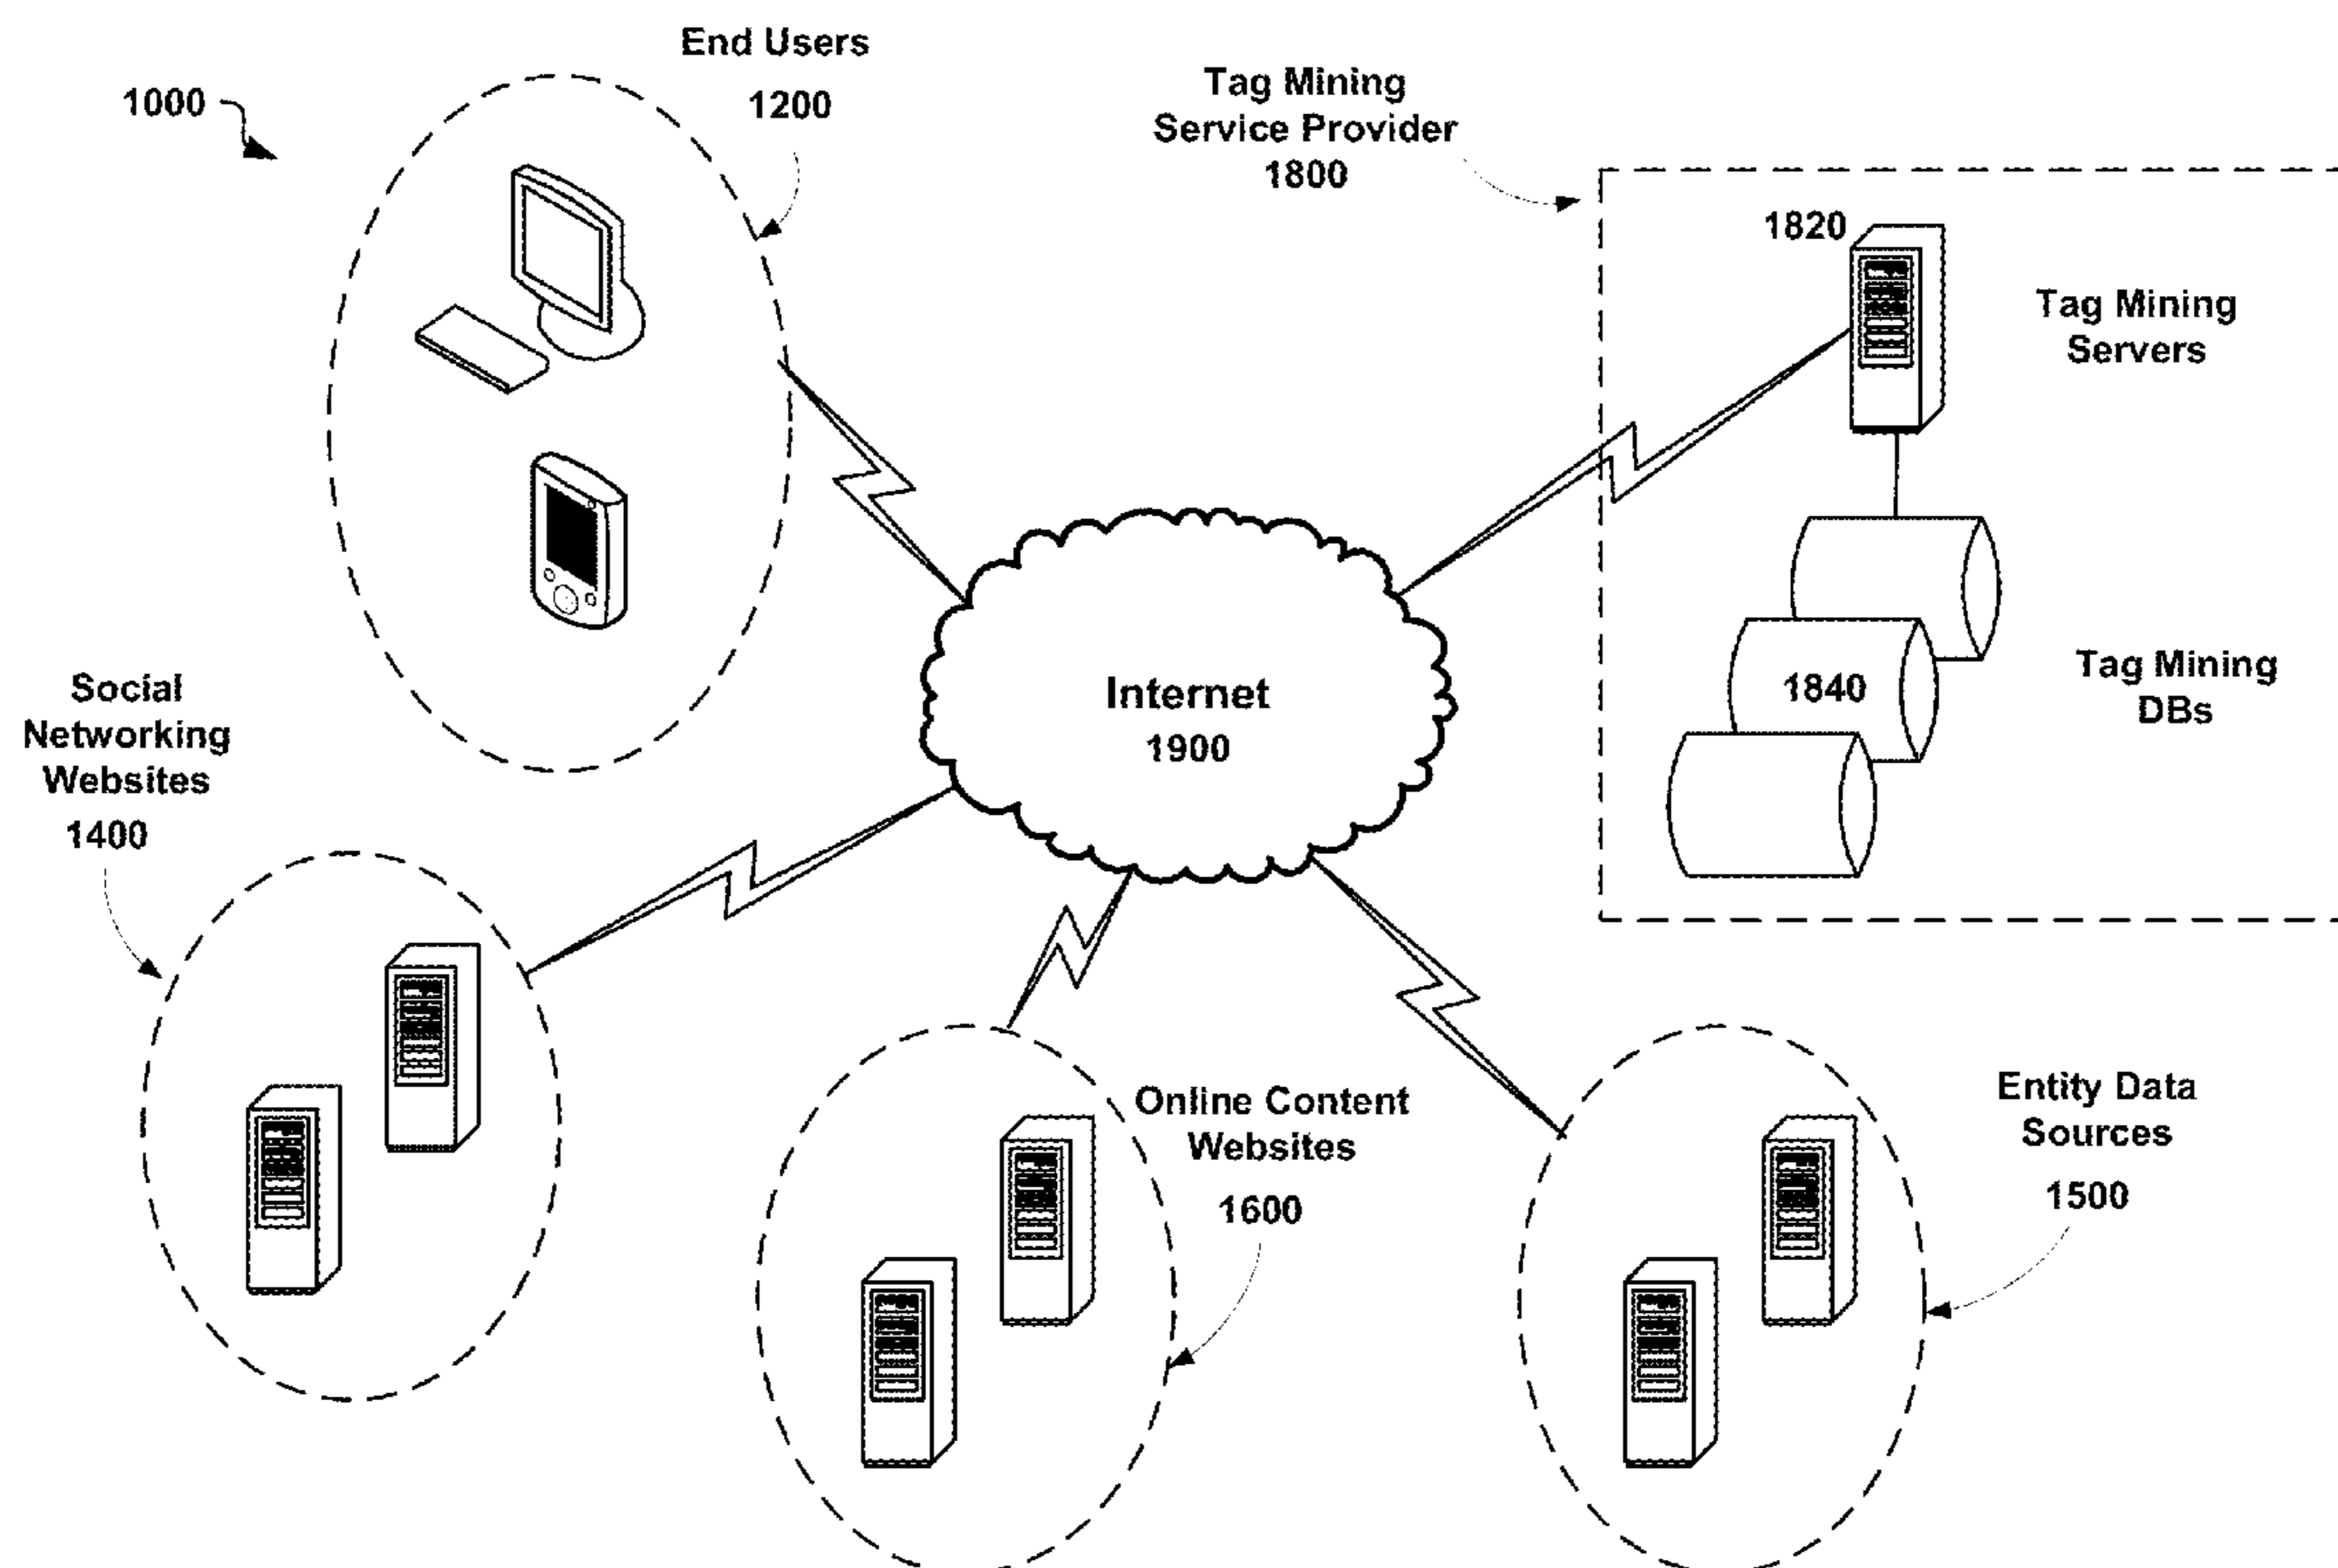 1000
End Users
1200
Tag Mining
Service Provider
1800
1820
Tag Mining
Servers
Internet
1900
1840
Tag Mining
DBs
Social
Networking
Websites
1400
Online Content
Websites
1600
Entity Data
Sources
1500